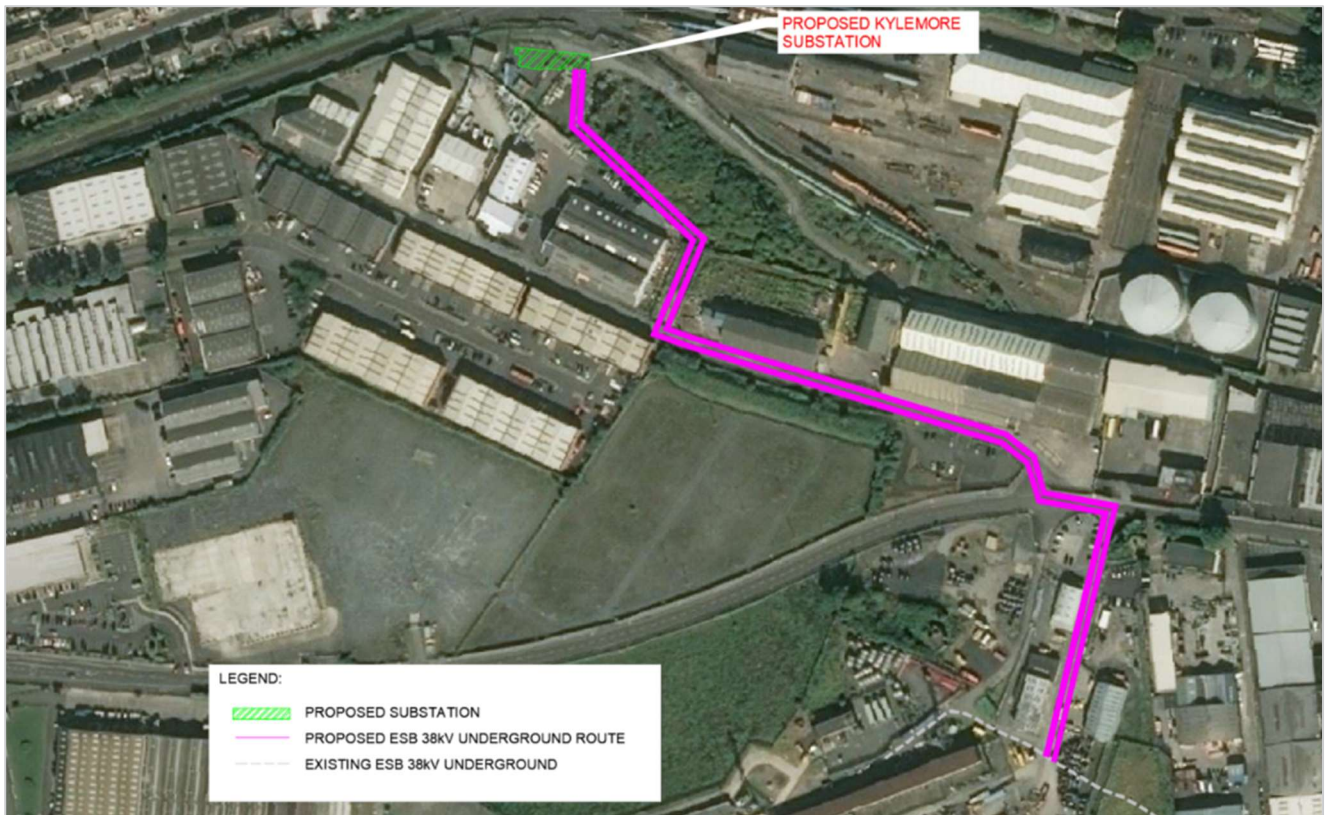 PROPOSED KYLEMORE
SUBSTATION
LEGEND:
PROPOSED SUBSTATION
PROPOSED ESB 38kV UNDERGROUND ROUTE
EXISTING ESB 38kV UNDERGROUND